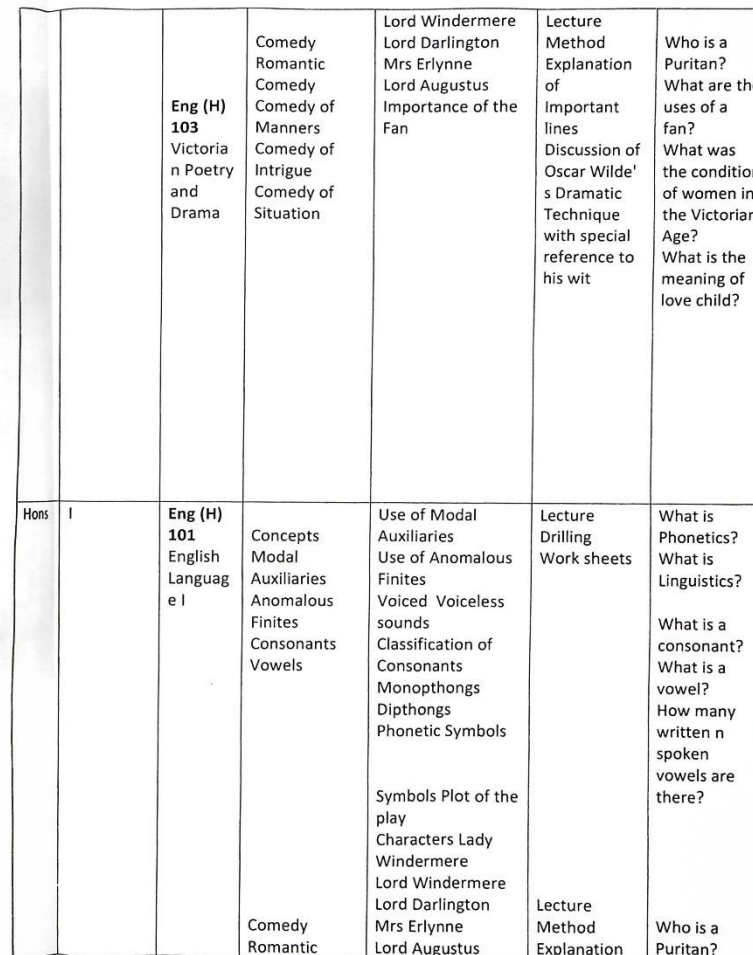 Eng (H)
103
Victoria
n Poetry
and
Drama
Comedy
Romantic
Comedy
Comedy of
Manners
Comedy of
Intrigue
Comedy of
Situation
Lord Windermere
Lord Darlington
Mrs Erlynne
Lord Augustus
Importance of the
Fan
Lecture
Method
Explanation
of
Important
lines
Discussion of
Oscar Wilde'
s Dramatic
Technique
with special
reference to
his wit
Who is a
Puritan?
What are the
uses of a
fan?
What was
the condition
of women in
the Victorian
Age?
What is the
meaning of
love child?
Hons
I
Eng (H)
101
English
Languag
e I
Concepts
Modal
Auxiliaries
Anomalous
Finites
Consonants
Vowels
Comedy
Romantic
Use of Modal
Auxiliaries
Use of Anomalous
Finites
Voiced Voiceless
sounds
Classification of
Consonants
Monopthongs
Dipthongs
Phonetic Symbols
Symbols Plot of the
play
Characters Lady
Windermere
Lord Windermere
Lord Darlington
Mrs Erlynne
Lord Augustus
Lecture
Drilling
Work sheets
Lecture
Method
Explanation
What is
Phonetics?
What is
Linguistics?
What is a
consonant?
What is a
vowel?
How many
written n
spoken
vowels are
there?
Who is a
Puritan?